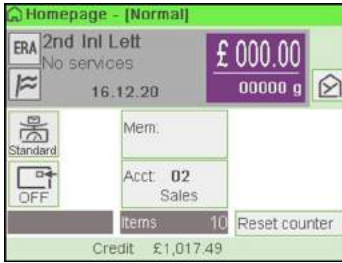 Homepage - [Normal]
ERA 2nd Inl Lett
No services
£ 000.00
16.12.20
00000 g
Standard
Mem:
OFF
Acct: 02
Sales
Items 10
Reset counter
Credit £1,017.49